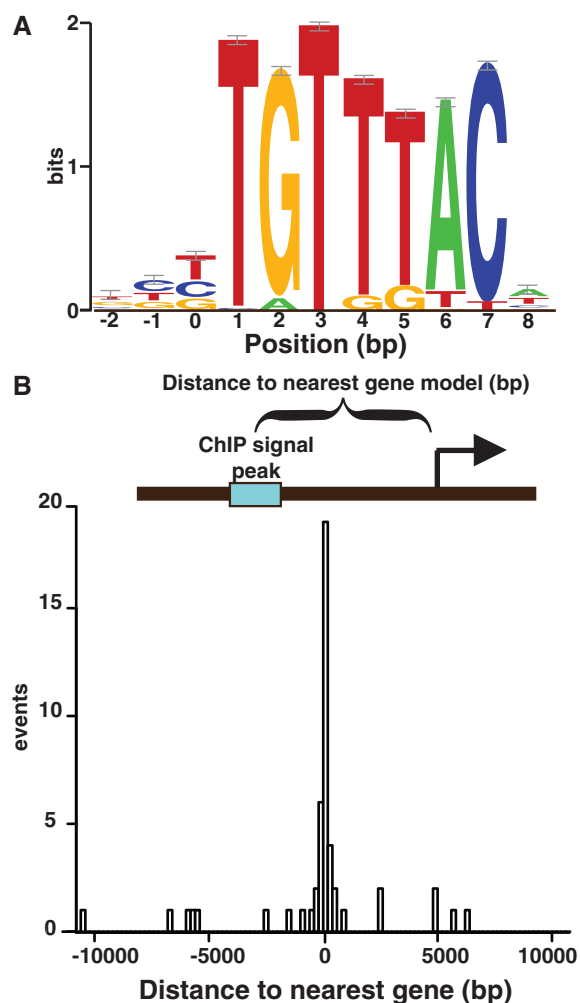 A
2
1
0
bits
TGTTTAC
-2 -1 0 1 2 3 4 5 6 7 8
Position (bp)
B
Distance to nearest gene model (bp)
ChIP signal
peak
20
15
10
5
0
events
-10000 -5000 0 5000 10000
Distance to nearest gene (bp)